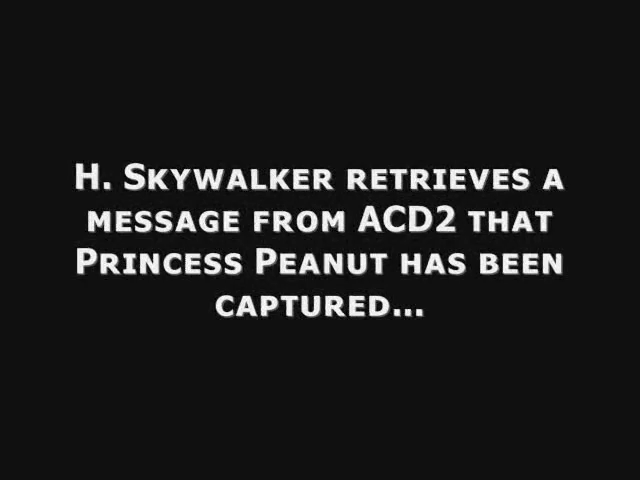 H. Skywalker retrieves a
message from ACD2 that
Princess Peanut has been
captured...